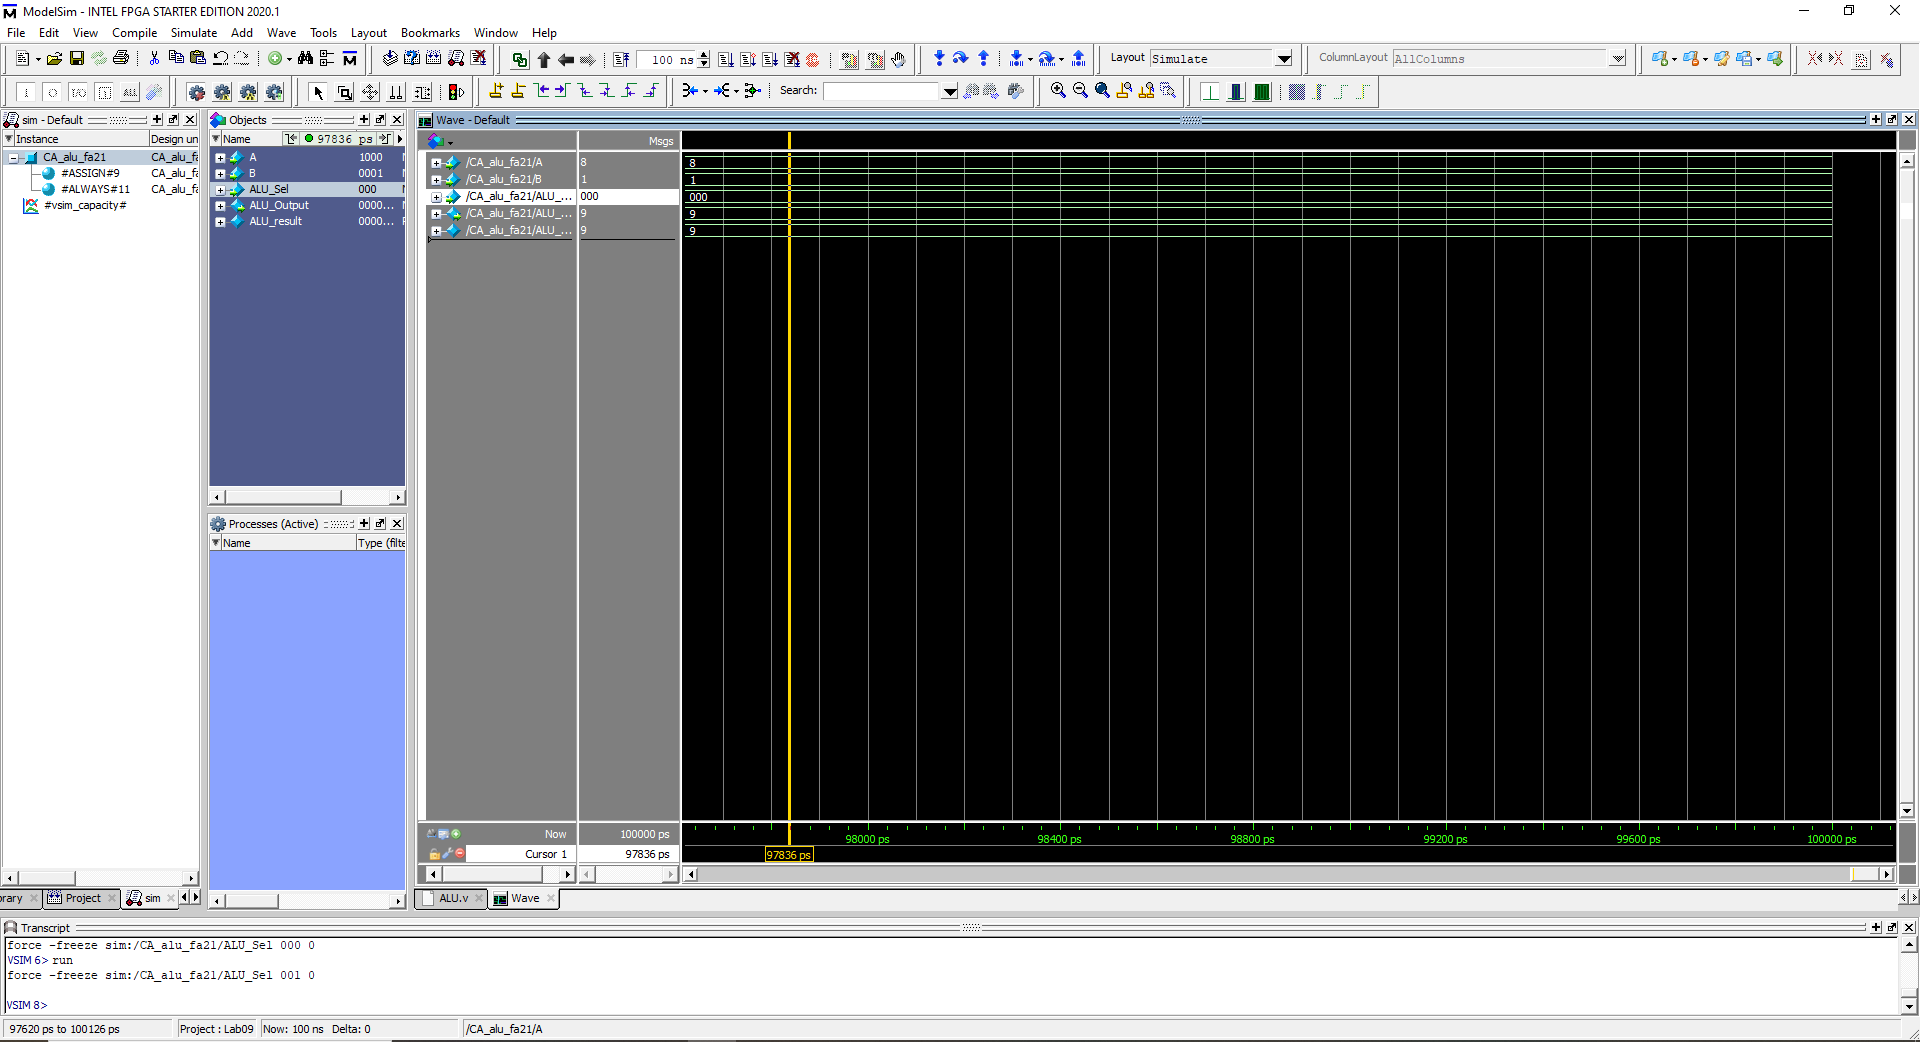 ModelSim - INTEL FPGA STARTER EDITION 2020.1
File Edit View Compile Simulate Add Wave Tools Layout Bookmarks Window Help
100 ns
Layout Simulate
ColumnLayout AllColumns
Search:
sim - Default
Instance Design un
CA_alu_fa21 CA_alu_fa
#ASSIGN#9 CA_alu_fa
#ALWAYS#11 CA_alu_fa
#vsim_capacity#
Objects
Name 97836 ps
A 1000
B 0001
ALU_Sel 000
ALU_Output 0000...
ALU_result 0000...
Processes (Active)
Name Type (filte
Wave - Default
Msgs
/CA_alu_fa21/A 8 8
/CA_alu_fa21/B 1 1
/CA_alu_fa21/ALU_... 000 000
/CA_alu_fa21/ALU_... 9 9
/CA_alu_fa21/ALU_... 9 9
Now 100000 ps
98000 ps 98400 ps 98800 ps 99200 ps 99600 ps 100000 ps
Cursor 1 97836 ps 97836 ps
brary Project sim
ALU.v Wave
Transcript
force -freeze sim:/CA_alu_fa21/ALU_Sel 000 0
VSIM 6> run
force -freeze sim:/CA_alu_fa21/ALU_Sel 001 0
VSIM 8>
97620 ps to 100126 ps Project : Lab09 Now: 100 ns Delta: 0 /CA_alu_fa21/A